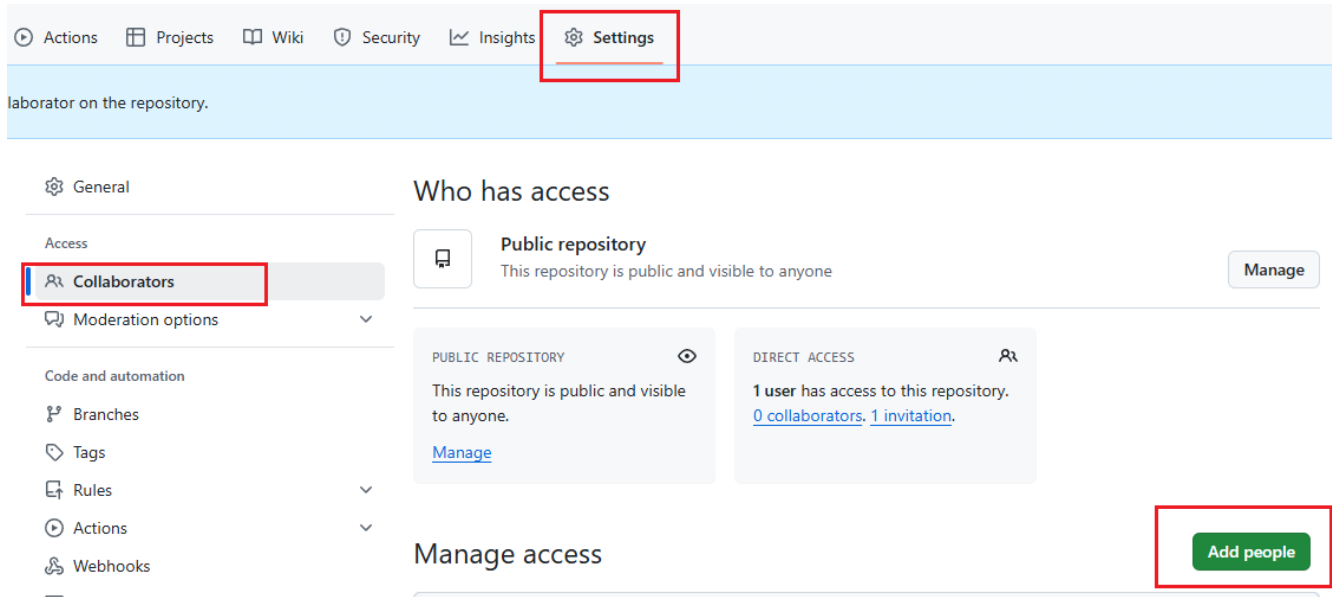 Actions Projects Wiki Security Insights Settings
laborator on the repository.
General
Access
Collaborators
Moderation options
Code and automation
Branches
Tags
Rules
Actions
Webhooks
Who has access
Public repository
This repository is public and visible to anyone
Manage
PUBLIC REPOSITORY
This repository is public and visible
to anyone.
Manage
DIRECT ACCESS
1 user has access to this repository.
0 collaborators. 1 invitation.
Manage access
Add people